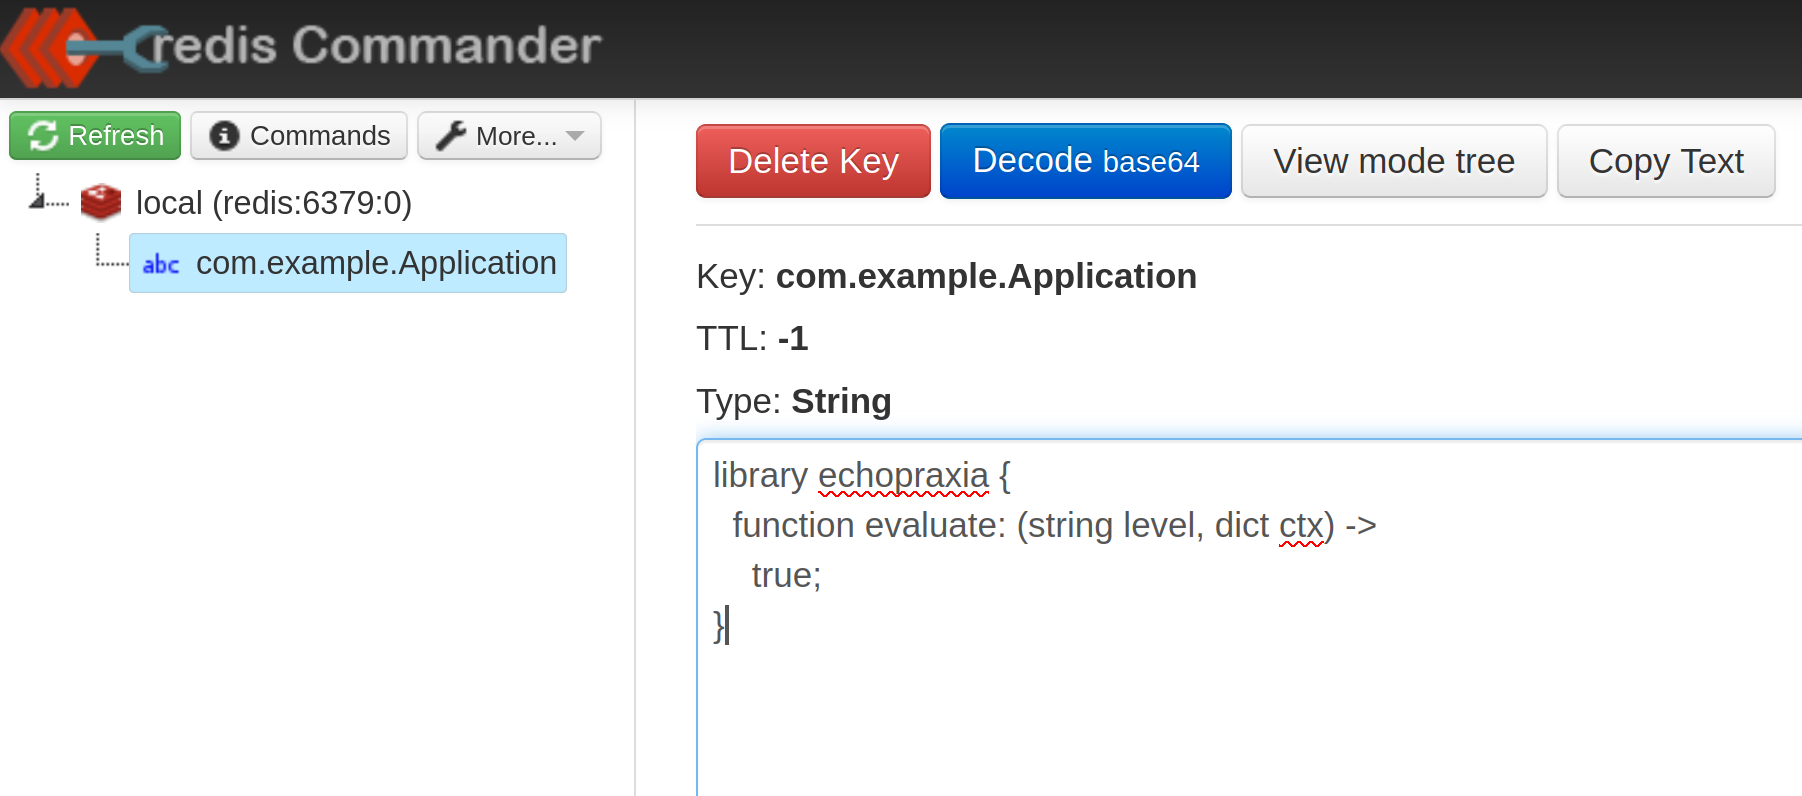 redis Commander
Refresh Commands More...
local (redis:6379:0)
abc com.example.Application
Delete Key Decode base64 View mode tree Copy Text
Key: com.example.Application
TTL: -1
Type: String
library echopraxia {
  function evaluate: (string level, dict ctx) ->
    true;
}